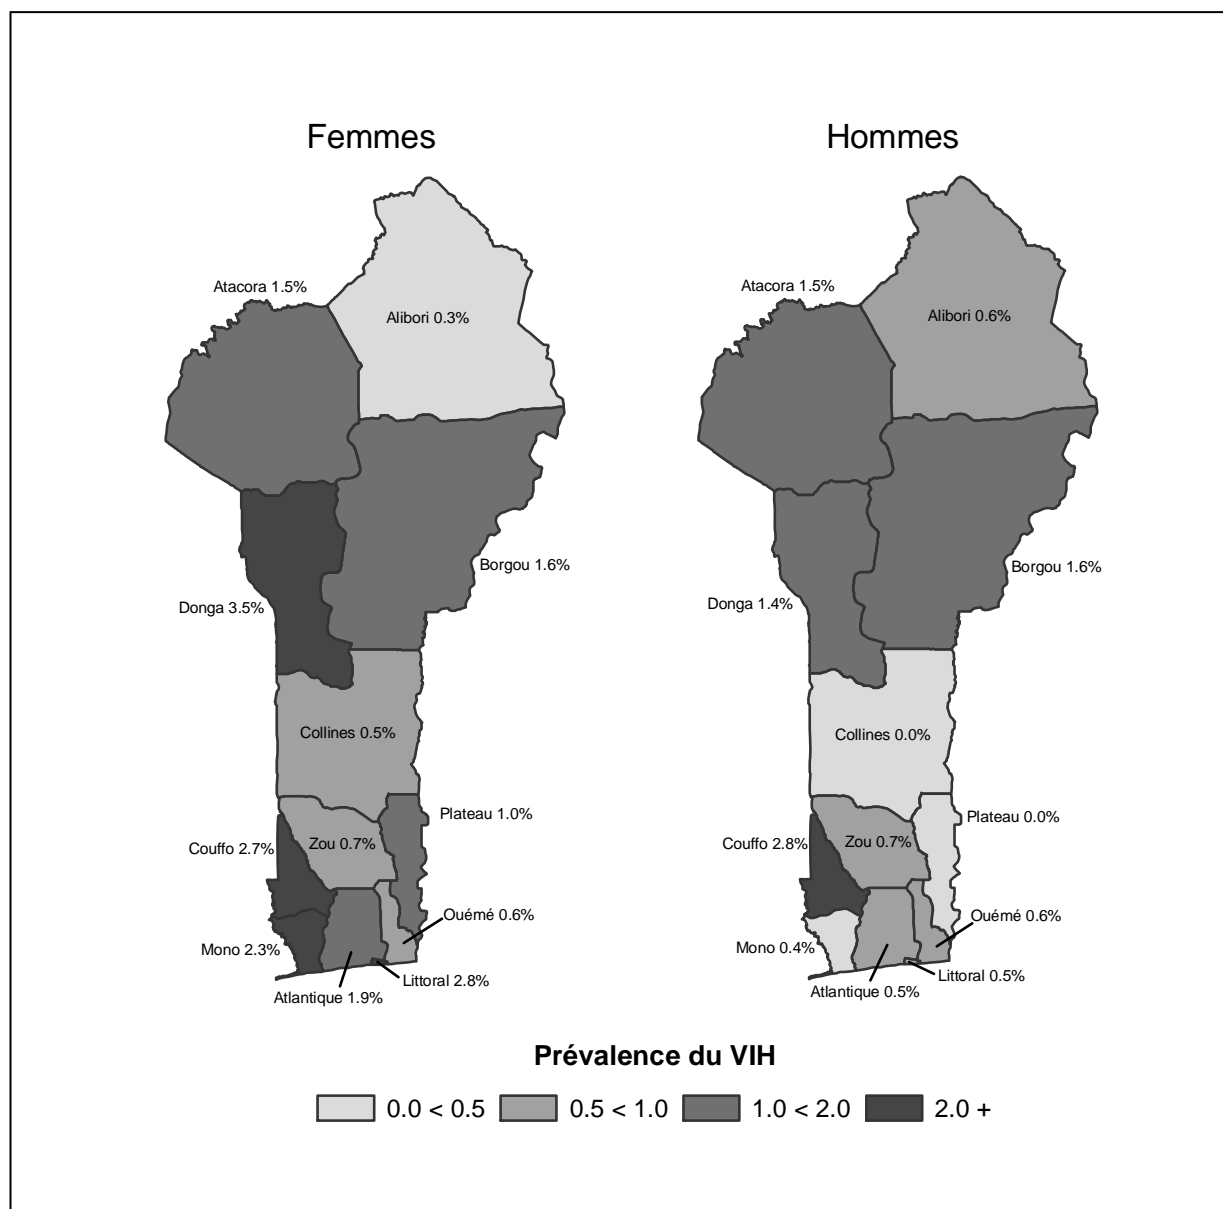 Femmes
Hommes
Atacora 1.5%
Alibori 0.3%
Borgou 1.6%
Donga 3.5%
Collines 0.5%
Plateau 1.0%
Zou 0.7%
Couffo 2.7%
Ouémé 0.6%
Mono 2.3%
Littoral 2.8%
Atlantique 1.9%
Atacora 1.5%
Alibori 0.6%
Borgou 1.6%
Donga 1.4%
Collines 0.0%
Plateau 0.0%
Zou 0.7%
Couffo 2.8%
Ouémé 0.6%
Mono 0.4%
Littoral 0.5%
Atlantique 0.5%
Prévalence du VIH
0.0 < 0.5
0.5 < 1.0
1.0 < 2.0
2.0 +